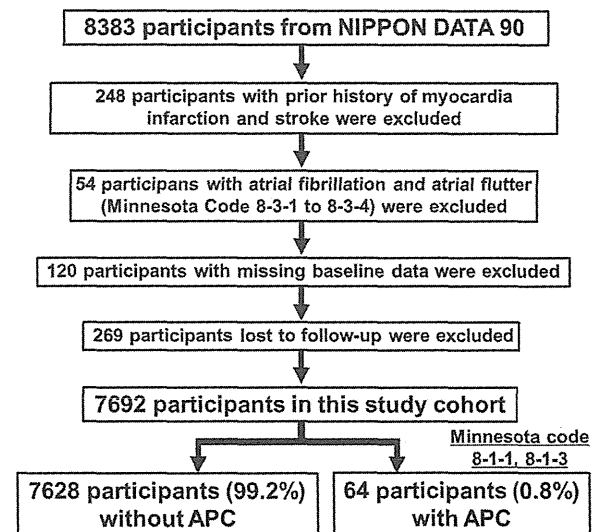 8383 participants from NIPPON DATA 90
248 participants with prior history of myocardia
infarction and stroke were excluded
54 participans with atrial fibrillation and atrial flutter
(Minnesota Code 8-3-1 to 8-3-4) were excluded
120 participants with missing baseline data were excluded
269 participants lost to follow-up were excluded
7692 participants in this study cohort
Minnesota code
8-1-1, 8-1-3
7628 participants (99.2%)
without APC
64 participants (0.8%)
with APC